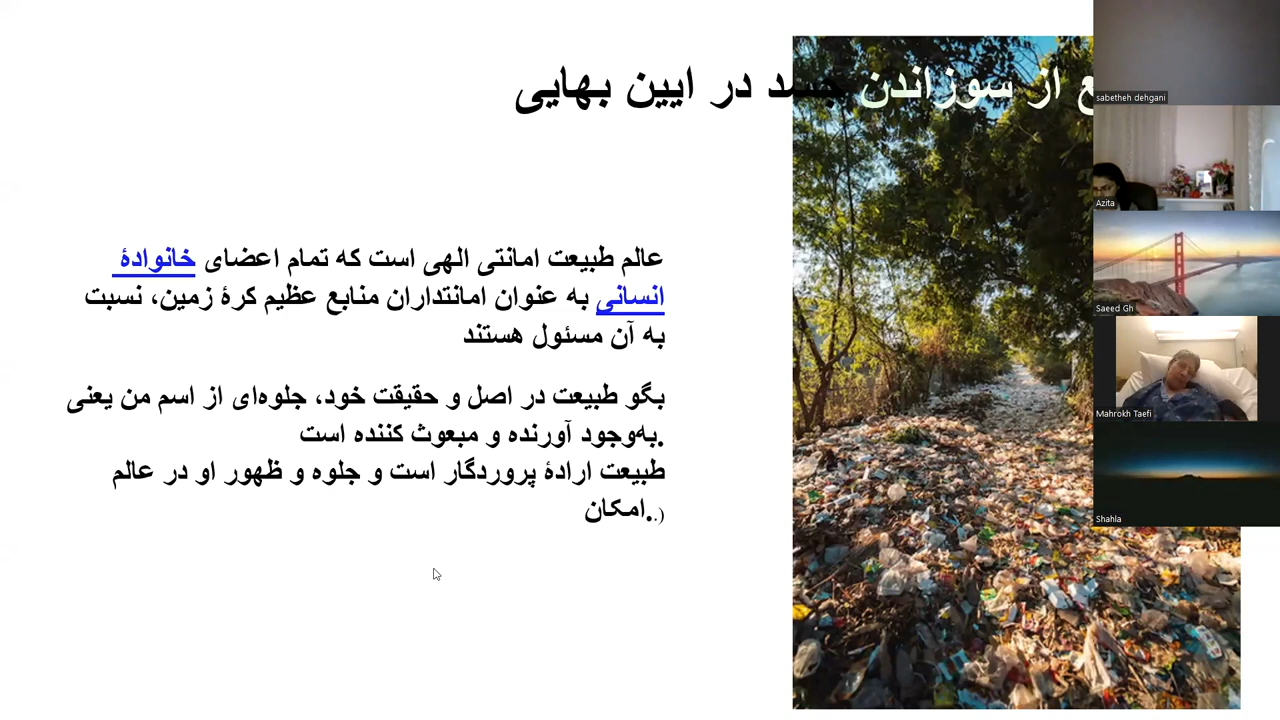 ع از سوزاندن جسد در ایین بهایی
عالم طبیعت امانتی الهی است که تمام اعضای خانوادهٔ
انسانی به عنوان امانتداران منابع عظیم کرهٔ زمین، نسبت
به آن مسئول هستند
بگو طبیعت در اصل و حقیقت خود، جلوه‌ای از اسم من یعنی
به‌وجود آورنده و مبعوث کننده است.
طبیعت ارادهٔ پروردگار است و جلوه و ظهور او در عالم
امکان..(
sabetheh dehgani
Azita
Saeed Gh
Mahrokh Taefi
Shahla